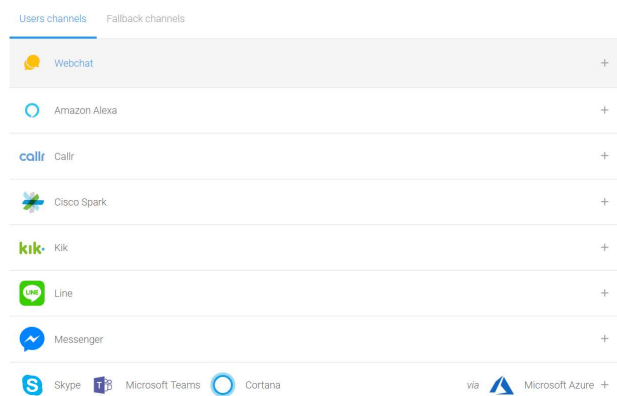 Users channels Fallback channels
Webchat
Amazon Alexa
callr Callr
Cisco Spark
kik. Kik
LINE Line
Messenger
S Skype T Microsoft Teams Cortana via Microsoft Azure